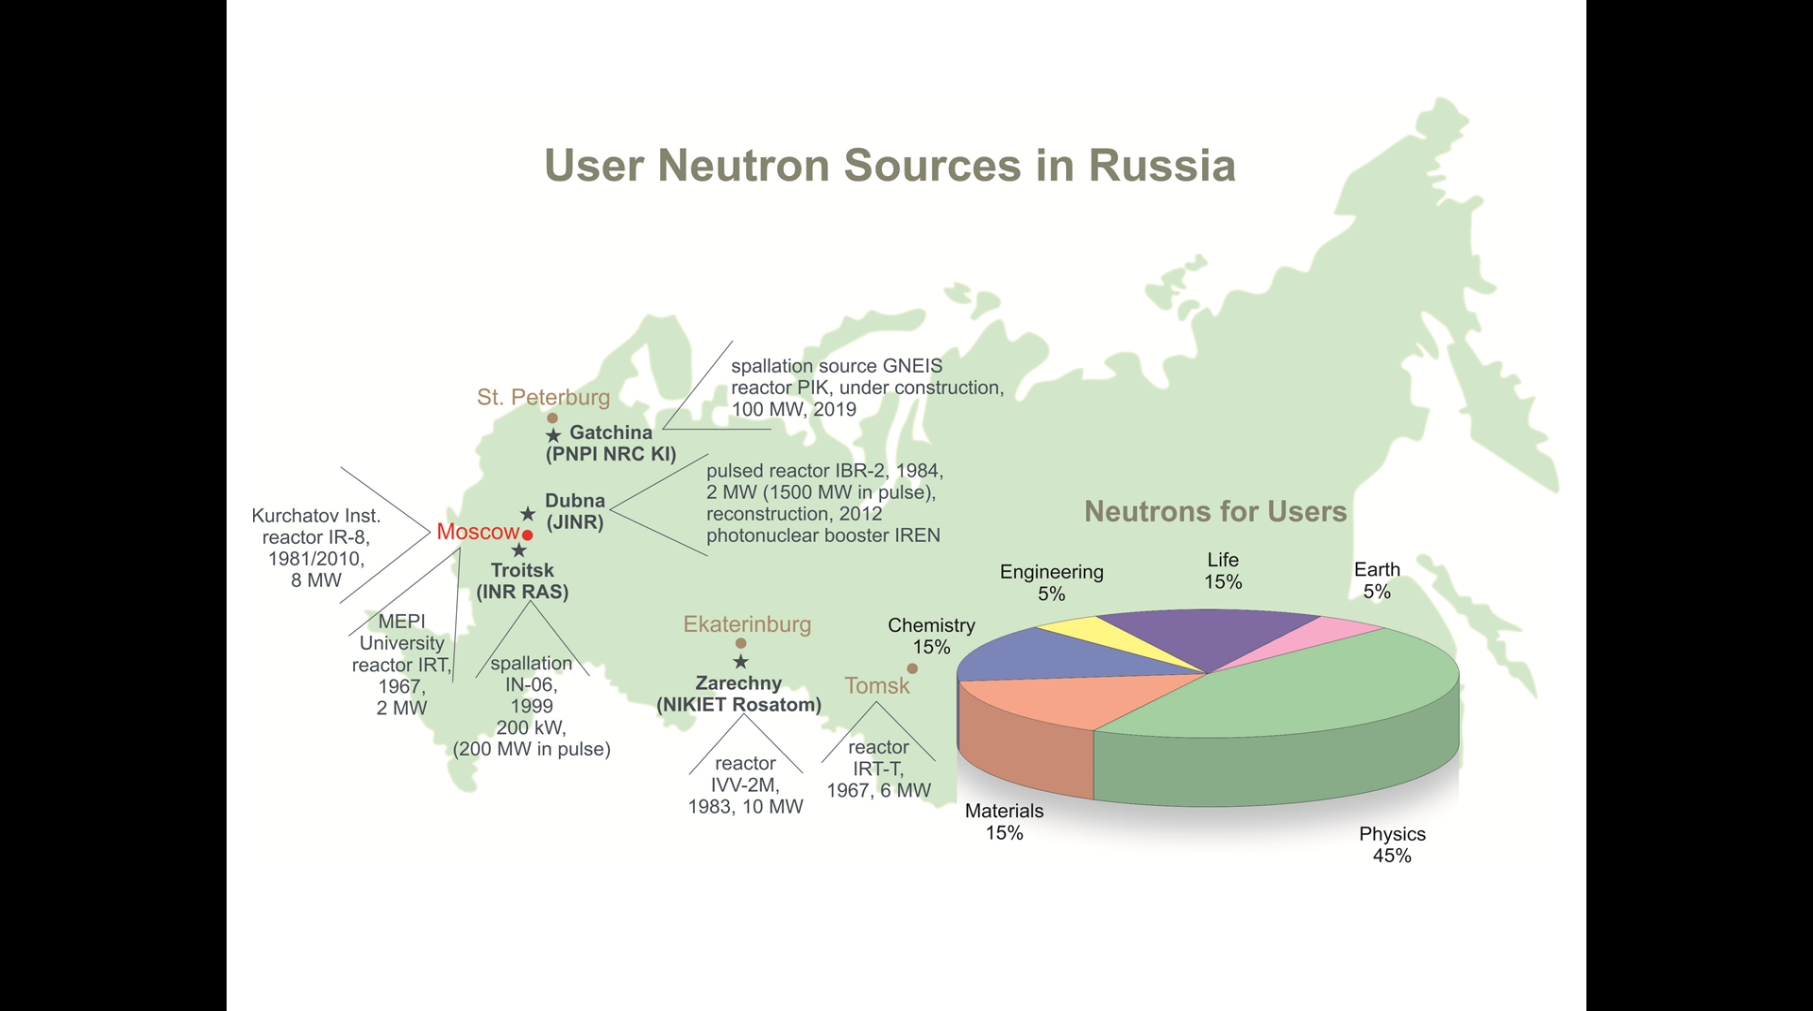 User Neutron Sources in Russia
spallation source GNEIS
reactor PIK, under construction,
100 MW, 2019
St. Peterburg
Gatchina
(PNPI NRC KI)
pulsed reactor IBR-2, 1984,
2 MW (1500 MW in pulse),
reconstruction, 2012
photonuclear booster IREN
Dubna
(JINR)
Kurchatov Inst.
reactor IR-8,
1981/2010,
8 MW
Moscow
Troitsk
(INR RAS)
MEPI
University
reactor IRT,
1967,
2 MW
spallation
IN-06,
1999
200 kW,
(200 MW in pulse)
Ekaterinburg
Zarechny
(NIKIET Rosatom)
reactor
IVV-2M,
1983, 10 MW
Tomsk
reactor
IRT-T,
1967, 6 MW
Neutrons for Users
Engineering
5%
Life
15%
Earth
5%
Chemistry
15%
Materials
15%
Physics
45%